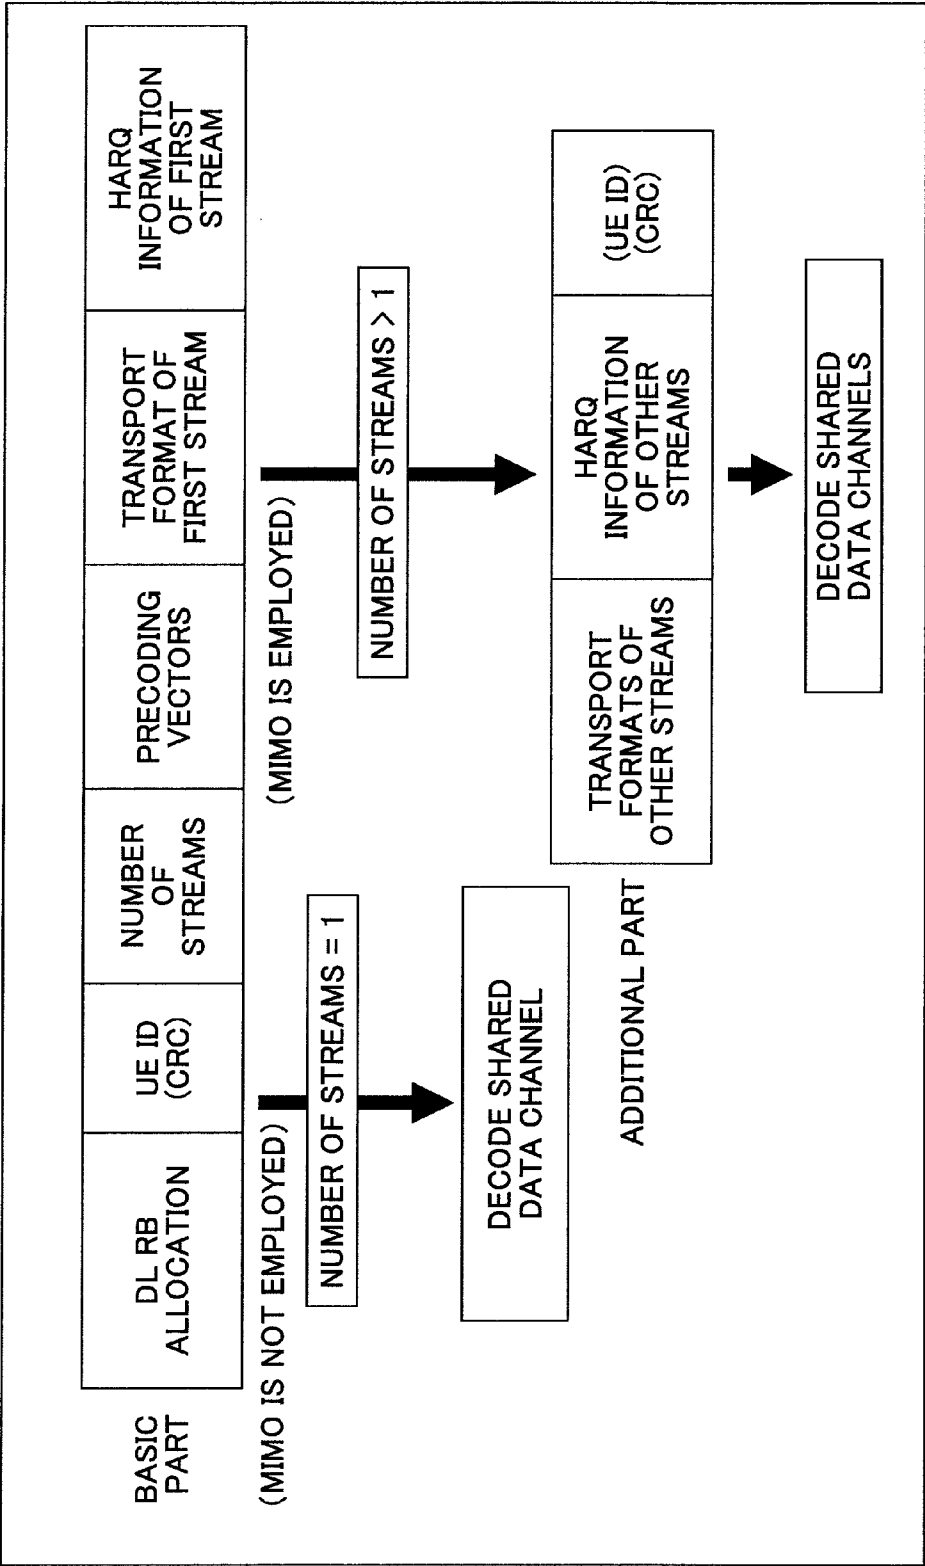 BASIC
PART
DL RB
ALLOCATION
UE ID
(CRC)
NUMBER
OF
STREAMS
PRECODING
VECTORS
TRANSPORT
FORMAT OF
FIRST STREAM
HARQ
INFORMATION
OF FIRST
STREAM
(MIMO IS NOT EMPLOYED)
NUMBER OF STREAMS = 1
DECODE SHARED
DATA CHANNEL
(MIMO IS EMPLOYED)
NUMBER OF STREAMS > 1
ADDITIONAL PART
TRANSPORT
FORMATS OF
OTHER STREAMS
HARQ
INFORMATION
OF OTHER
STREAMS
(UE ID)
(CRC)
DECODE SHARED
DATA CHANNELS